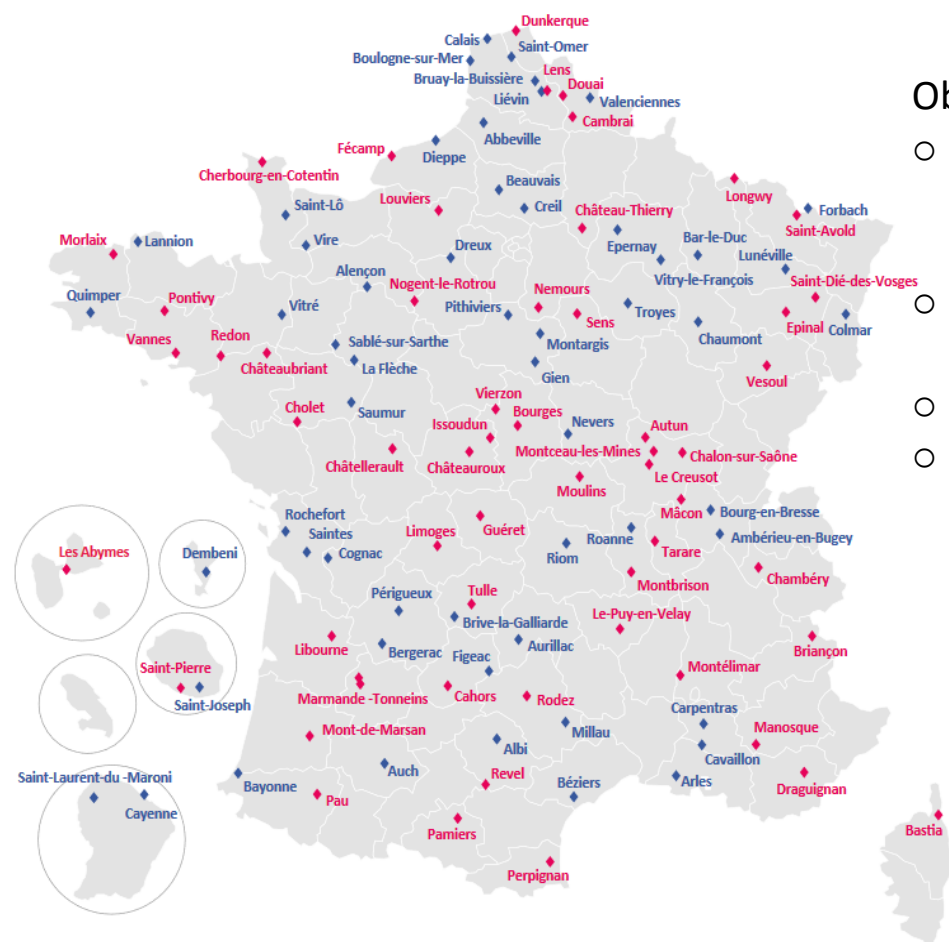 Dunkerque
Calais
Saint-Omer
Boulogne-sur-Mer
Lens
Bruay-la-Buissière
Douai
Liévin
Valenciennes
Cambrai
Ob
Abbeville
Fécamp
Dieppe
Cherbourg-en-Cotentin
Beauvais
Longwy
Louviers
Creil
Saint-Lô
Château-Thierry
Forbach
Saint-Avold
Morlaix
Lannion
Vire
Dreux
Epernay
Bar-le-Duc
Lunéville
Alençon
Vitry-le-François
Saint-Dié-des-Vosges
Nogent-le-Rotrou
Nemours
Quimper
Pontivy
Vitré
Pithiviers
Sens
Troyes
Epinal
Colmar
Vannes
Redon
Sablé-sur-Sarthe
Montargis
Chaumont
Châteaubriant
La Flèche
Gien
Vesoul
Vierzon
Cholet
Saumur
Bourges
Issoudun
Nevers
Autun
Montceau-les-Mines
Chalon-sur-Saône
Châtellerault
Châteauroux
Le Creusot
Moulins
Mâcon
Bourg-en-Bresse
Rochefort
Guéret
Saintes
Limoges
Roanne
Ambérieu-en-Bugey
Les Abymes
Dembeni
Cognac
Riom
Tarare
Chambéry
Montbrison
Périgueux
Tulle
Le-Puy-en-Velay
Brive-la-Galliarde
Libourne
Bergerac
Aurillac
Briançon
Figeac
Saint-Pierre
Montélimar
Saint-Joseph
Marmande -Tonneins
Cahors
Rodez
Carpentras
Mont-de-Marsan
Millau
Manosque
Albi
Cavaillon
Saint-Laurent-du -Maroni
Auch
Revel
Bayonne
Béziers
Arles
Draguignan
Cayenne
Pau
Pamiers
Bastia
Perpignan